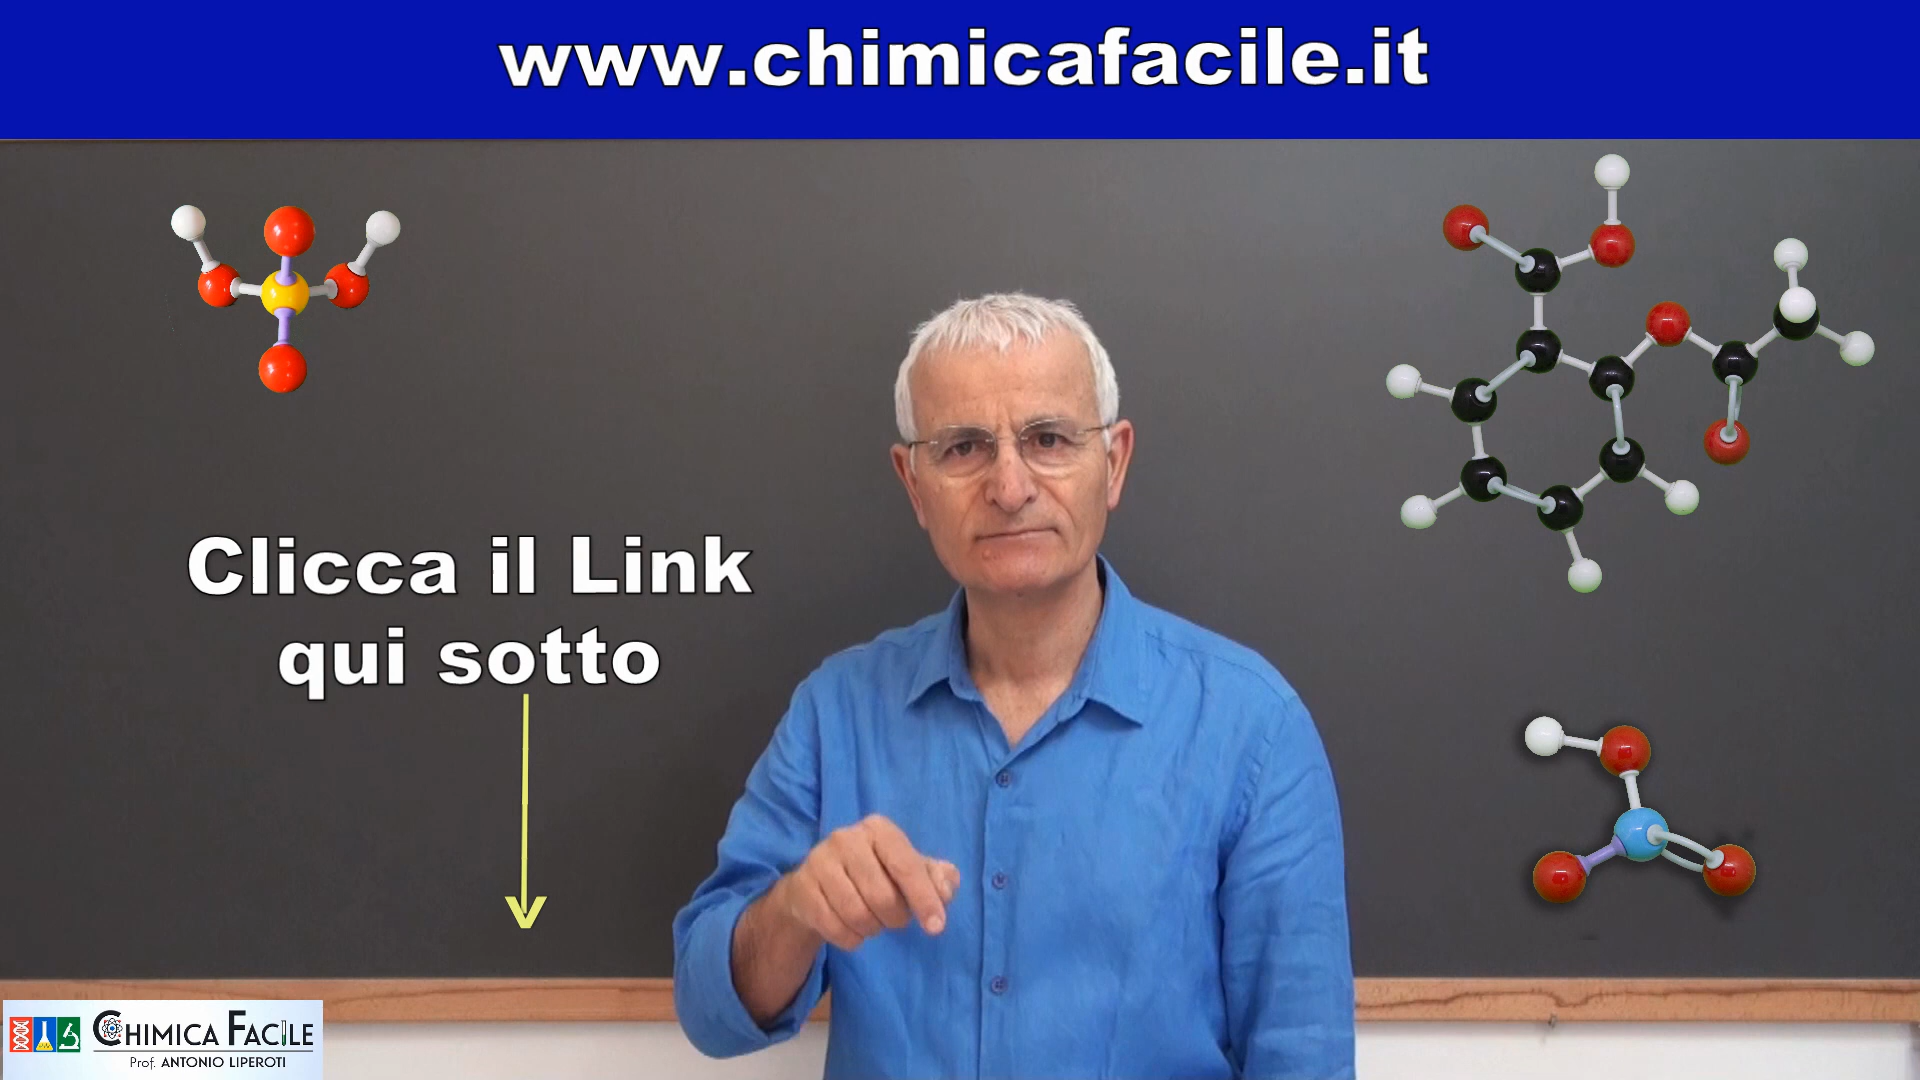 www.chimicafacile.it
Clicca il Link
qui sotto
CHIMICA FACILE
Prof. ANTONIO LIPEROTI